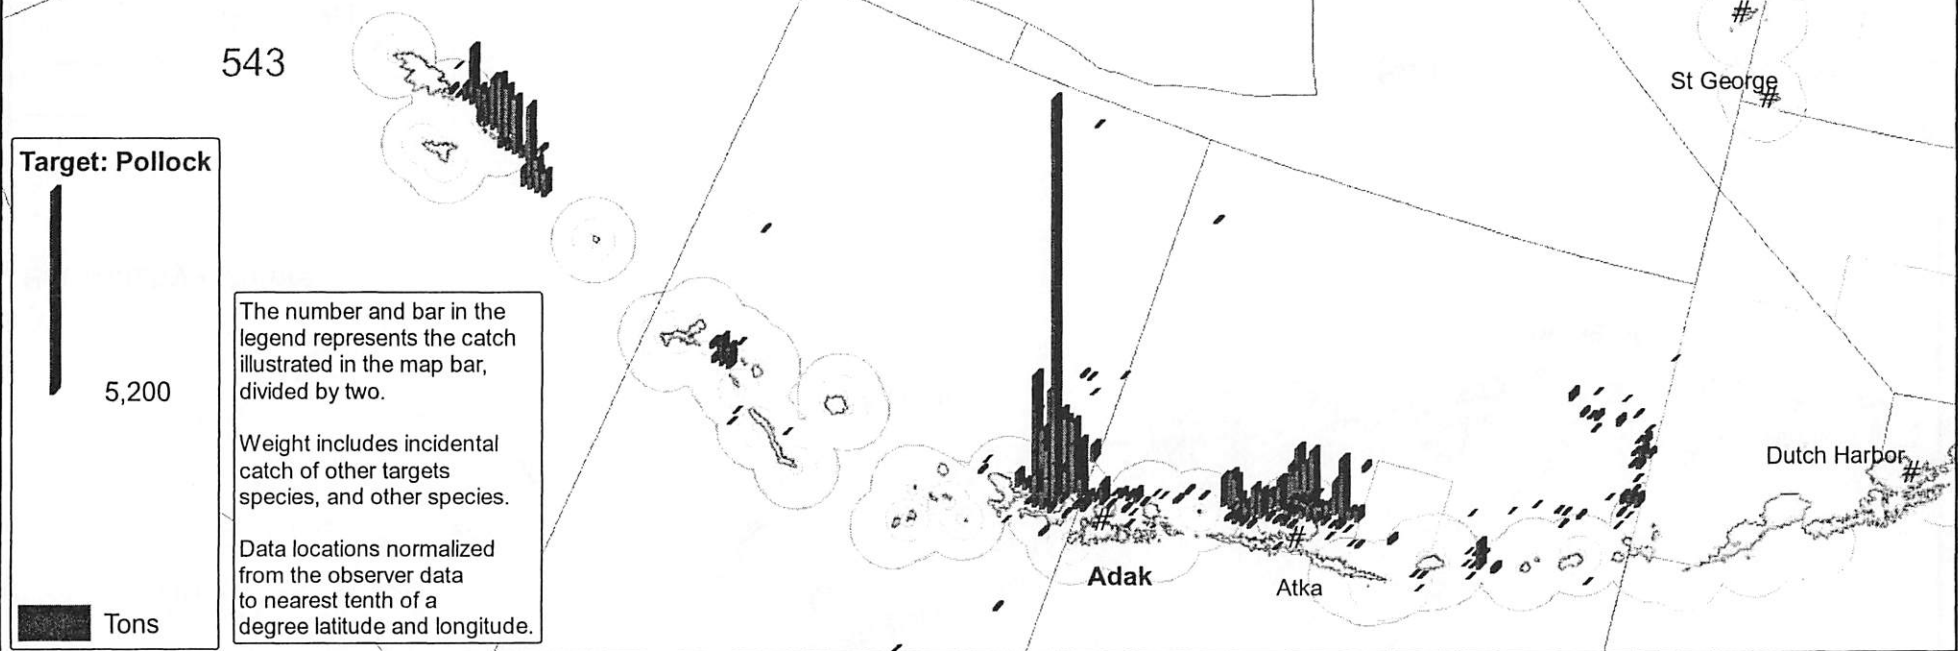 543
St George
#
#
Target: Pollock
5,200
Tons
The number and bar in the
legend represents the catch
illustrated in the map bar,
divided by two.
Weight includes incidental
catch of other targets
species, and other species.
Data locations normalized
from the observer data
to nearest tenth of a
degree latitude and longitude.
Dutch Harbor
#
#
#
Adak
Atka